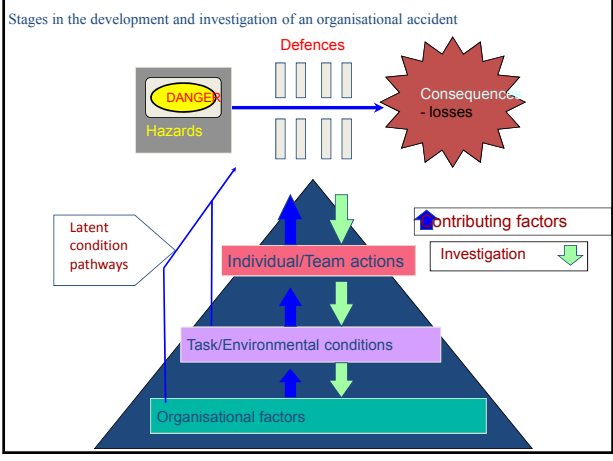 Stages in the development and investigation of an organisational accident
Defences
DANGER
Hazards
Consequences
- losses
Latent
condition
pathways
Contributing factors
Investigation
Individual/Team actions
Task/Environmental conditions
Organisational factors